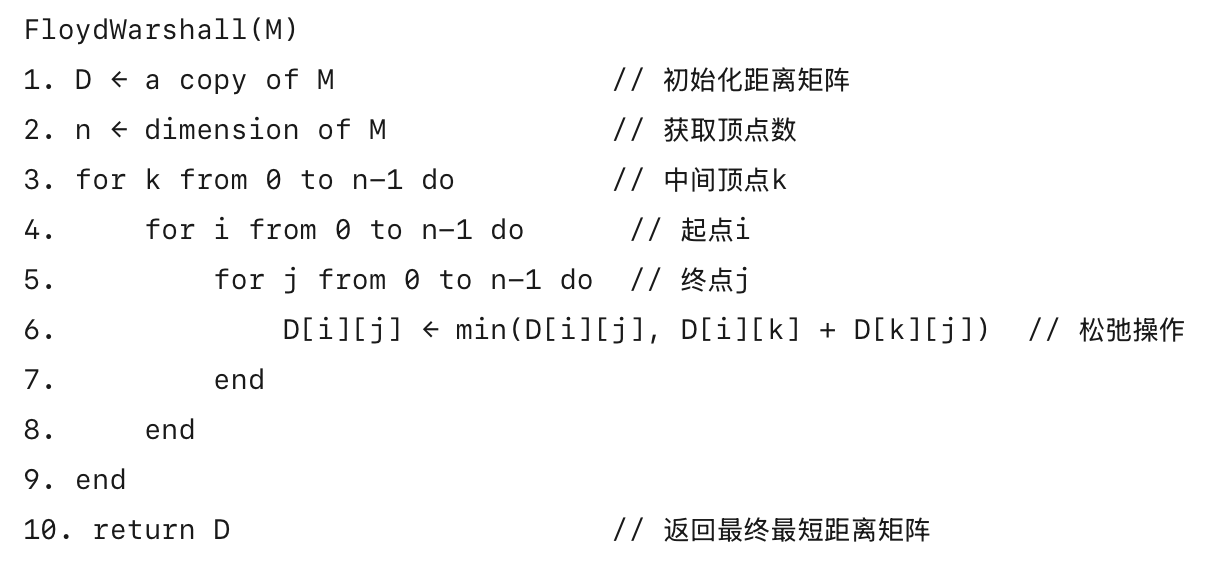 FloydWarshall(M)
1. D ← a copy of M                // 初始化距离矩阵
2. n ← dimension of M             // 获取顶点数
3. for k from 0 to n−1 do         // 中间顶点k
4.     for i from 0 to n−1 do      // 起点i
5.         for j from 0 to n−1 do  // 终点j
6.             D[i][j] ← min(D[i][j], D[i][k] + D[k][j])  // 松弛操作
7.         end
8.     end
9. end
10. return D                      // 返回最终最短距离矩阵